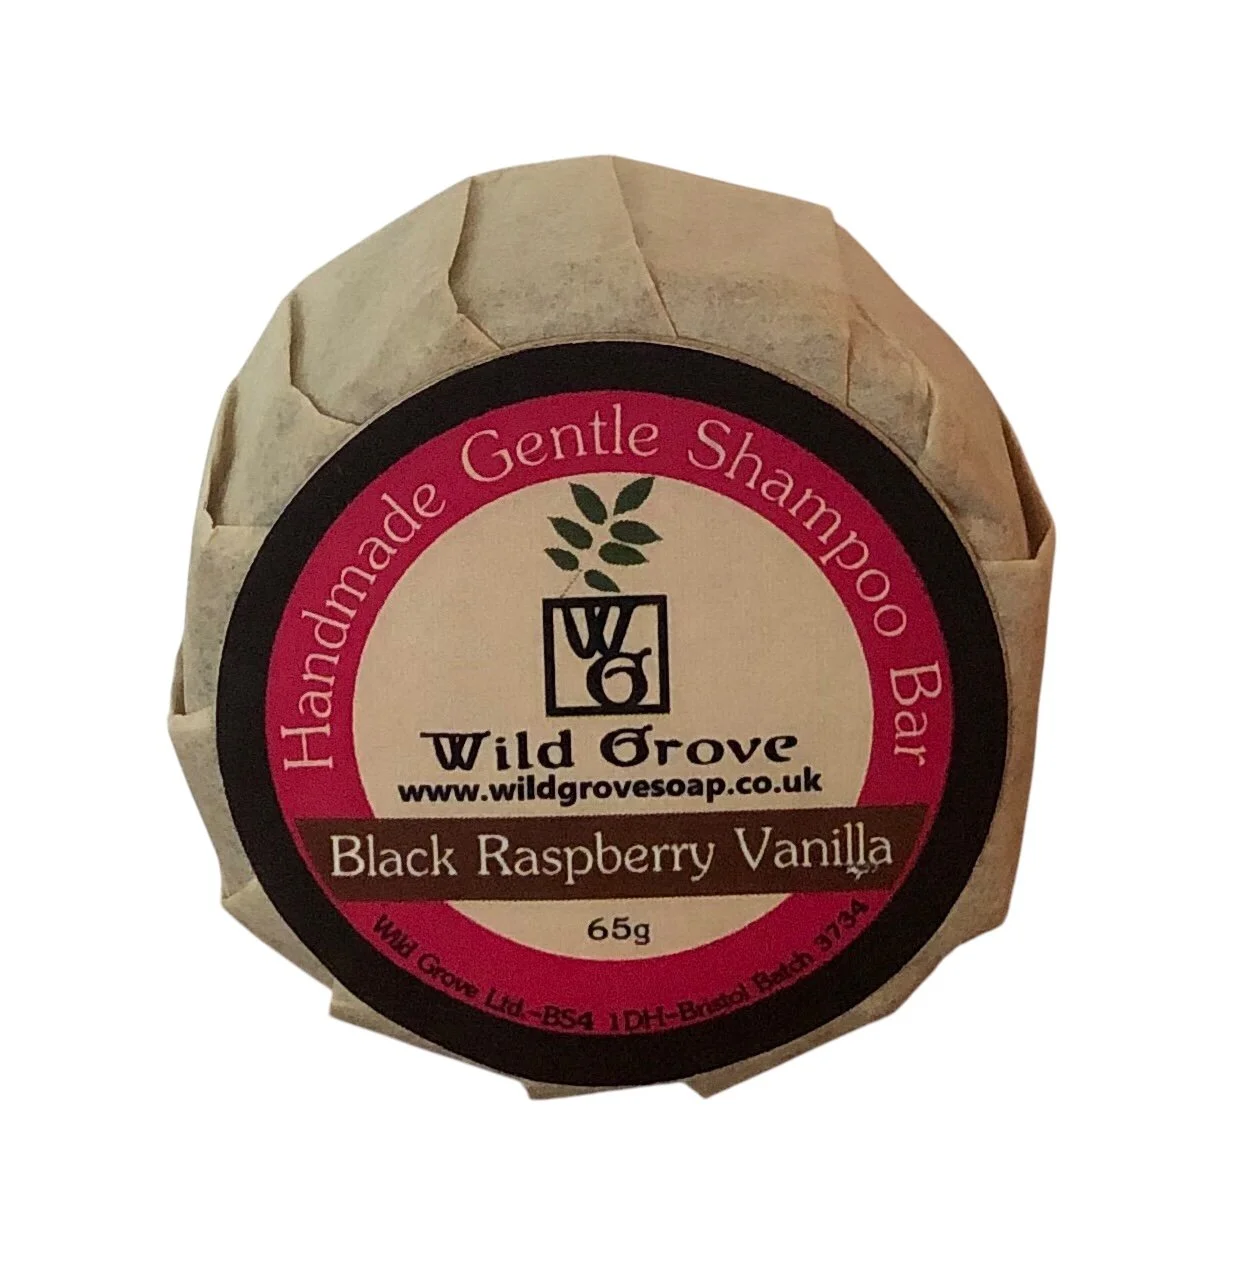 Handmade Gentle Shampoo Bar
WG
Wild Grove
www.wildgrovesoap.co.uk
Black Raspberry Vanilla
65g
Wild Grove Ltd.-BS4 1DH-Bristol Batch 3734